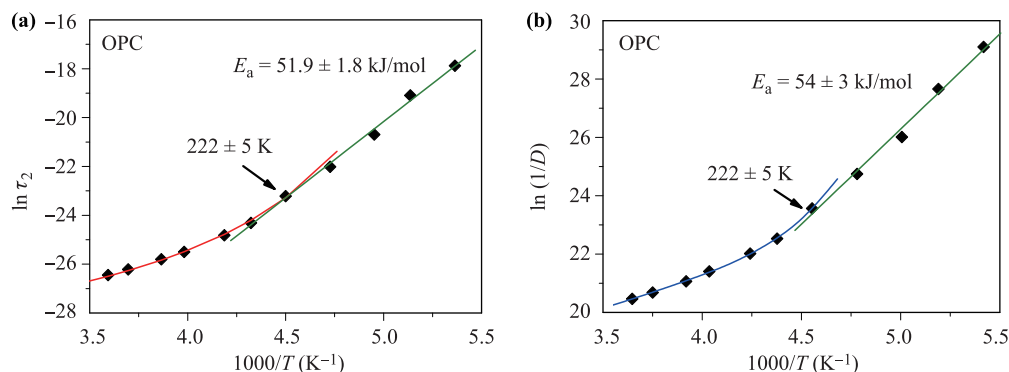 (a)
−16
−18
−20
−22
−24
−26
−28
ln τ₂
OPC
Eₐ = 51.9 ± 1.8 kJ/mol
222 ± 5 K
3.5 4.0 4.5 5.0 5.5
1000/T (K⁻¹)
(b)
30
28
26
24
22
20
ln (1/D)
OPC
Eₐ = 54 ± 3 kJ/mol
222 ± 5 K
3.5 4.0 4.5 5.0 5.5
1000/T (K⁻¹)